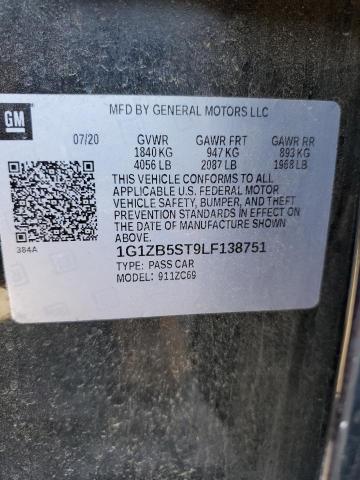 GM
MFD BY GENERAL MOTORS LLC
07/20 GVWR GAWR FRT GAWR RR
1840 KG 947 KG 893 KG
4056 LB 2087 LB 1968 LB
THIS VEHICLE CONFORMS TO ALL
APPLICABLE U.S. FEDERAL MOTOR
VEHICLE SAFETY, BUMPER, AND THEFT
PREVENTION STANDARDS IN EFFECT ON THE
DATE OF MANUFACTURE SHOWN ABOVE.
384A
1G1ZB5ST9LF138751
TYPE: PASS CAR
MODEL: 911ZC69